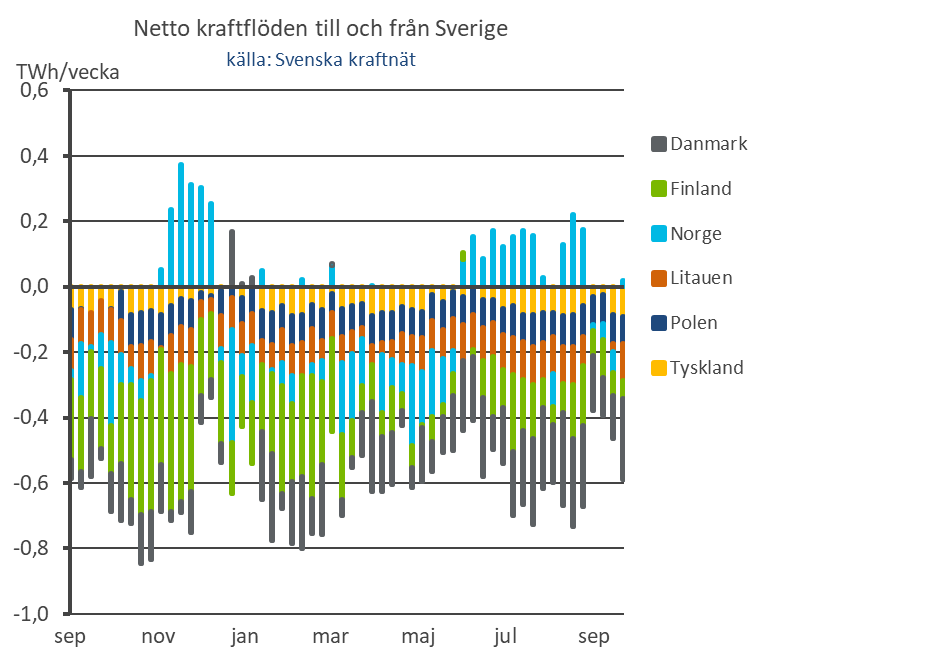 Netto kraftflöden till och från Sverige
källa: Svenska kraftnät
TWh/vecka
0,6
0,4
0,2
0,0
-0,2
-0,4
-0,6
-0,8
-1,0
sep nov jan mar maj jul sep
Danmark
Finland
Norge
Litauen
Polen
Tyskland